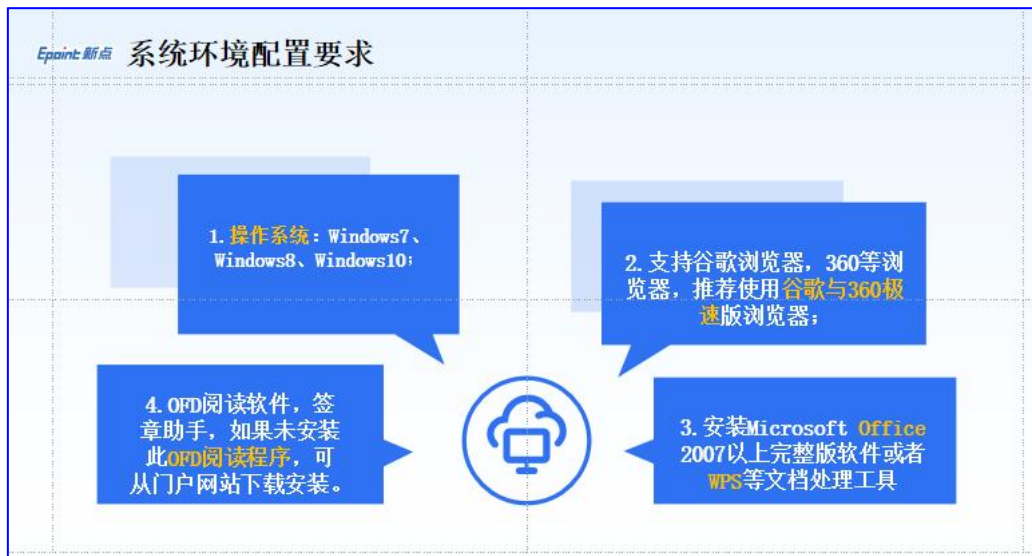 Epoint新点 系统环境配置要求
1.操作系统：Windows7、
Windows8、Windows10；
2.支持谷歌浏览器，360等浏
览器，推荐使用谷歌与360极
速版浏览器；
4.OFD阅读软件，签
章助手，如果未安装
此OFD阅读程序，可
从门户网站下载安装。
3.安装Microsoft Office
2007以上完整版软件或者
WPS等文档处理工具